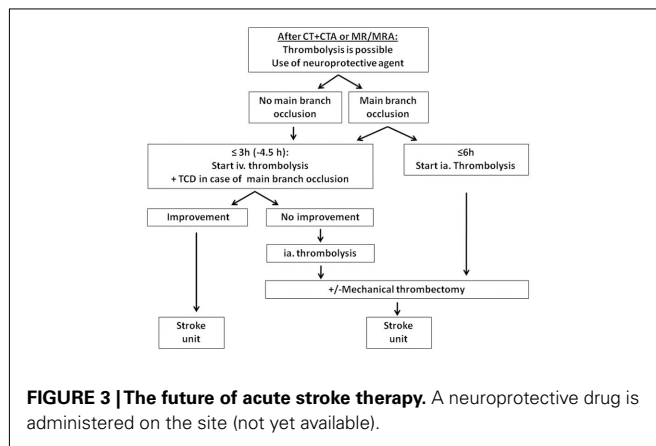 After CT+CTA or MR/MRA:
Thrombolysis is possible
Use of neuroprotective agent
No main branch
occlusion
Main branch
occlusion
≤ 3h (-4.5 h):
Start iv. thrombolysis
+ TCD in case of main branch occlusion
≤6h
Start ia. Thrombolysis
Improvement
No improvement
ia. thrombolysis
+/-Mechanical thrombectomy
Stroke
unit
Stroke
unit
FIGURE 3 | The future of acute stroke therapy. A neuroprotective drug is
administered on the site (not yet available).